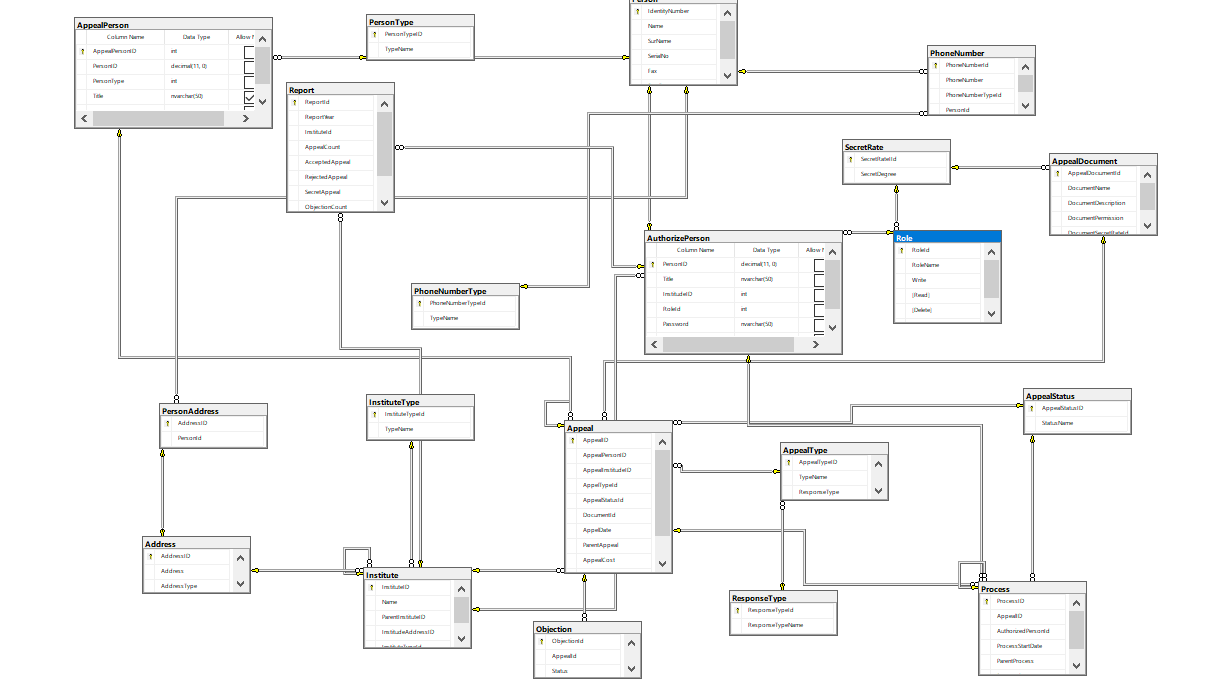 Person
IdentityNumber
Name
SurName
SerialNo
Fax
AppealPerson
Column Name Data Type Allow N
AppealPersonID int
PersonID decimal(11, 0)
PersonType int
Title nvarchar(50)
PersonType
PersonTypeID
TypeName
PhoneNumber
PhoneNumberId
PhoneNumber
PhoneNumberTypeId
PersonId
Report
ReportId
ReportYear
InstituteId
AppealCount
AcceptedAppeal
RejectedAppeal
SecretAppeal
ObjectionCount
SecretRate
SecretRateId
SecretDegree
AppealDocument
AppealDocumentId
DocumentName
DocumentDescription
DocumentPermission
DocumentSecretRateId
AuthorizePerson
Column Name Data Type Allow N
PersonID decimal(11, 0)
Title nvarchar(50)
InstitudeID int
RoleId int
Password nvarchar(50)
Role
RoleId
RoleName
Write
[Read]
[Delete]
PhoneNumberType
PhoneNumberTypeId
TypeName
PersonAddress
AddressID
PersonId
InstituteType
InstituteTypeId
TypeName
Appeal
AppealID
AppealPersonID
AppealInstitudeID
AppelTypeId
AppealStatusId
DocumentId
AppelDate
ParentAppeal
AppealCost
AppealStatus
AppealStatusID
StatusName
AppealType
AppealTypeID
TypeName
ResponseType
Address
AddressID
Address
AddressType
Institute
InstituteID
Name
ParentInstituteID
InstitudeAddressID
InstituteTypeId
Objection
ObjectionId
AppealId
Status
ResponseType
ResponseTypeId
ResponseTypeName
Process
ProcessID
AppealID
AuthorizedPersonId
ProcessStartDate
ParentProcess